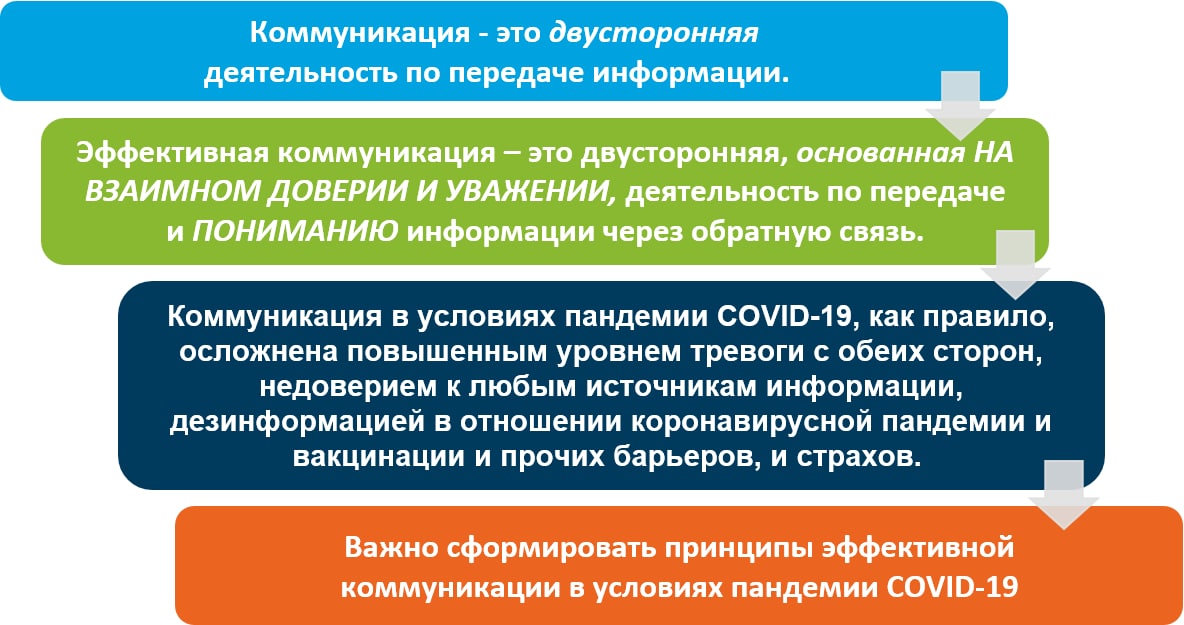 Коммуникация - это двусторонняя
деятельность по передаче информации.
Эффективная коммуникация – это двусторонняя, основанная НА
ВЗАИМНОМ ДОВЕРИИ И УВАЖЕНИИ, деятельность по передаче
и ПОНИМАНИЮ информации через обратную связь.
Коммуникация в условиях пандемии COVID-19, как правило,
осложнена повышенным уровнем тревоги с обеих сторон,
недоверием к любым источникам информации,
дезинформацией в отношении коронавирусной пандемии и
вакцинации и прочих барьеров, и страхов.
Важно сформировать принципы эффективной
коммуникации в условиях пандемии COVID-19